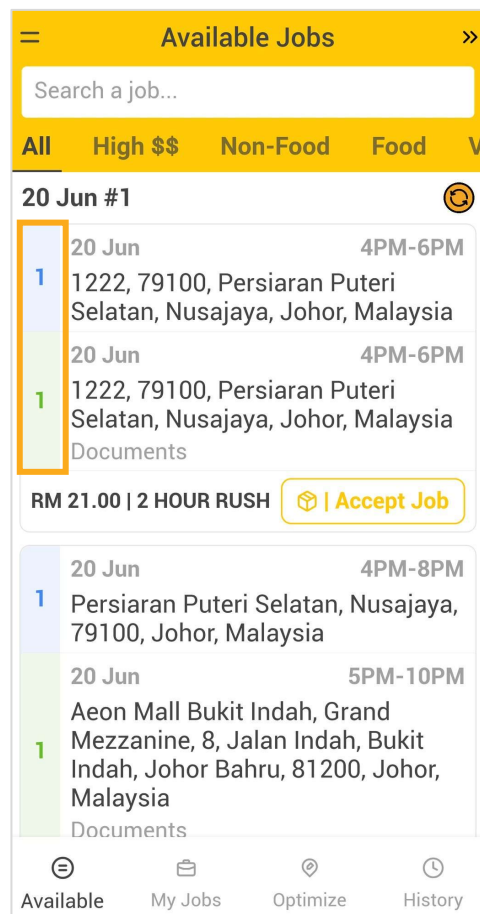 Available Jobs
Search a job...
All High $$ Non-Food Food
20 Jun #1
20 Jun 4PM-6PM
1
1222, 79100, Persiaran Puteri
Selatan, Nusajaya, Johor, Malaysia
20 Jun 4PM-6PM
1
1222, 79100, Persiaran Puteri
Selatan, Nusajaya, Johor, Malaysia
Documents
RM 21.00 | 2 HOUR RUSH | Accept Job
20 Jun 4PM-8PM
1
Persiaran Puteri Selatan, Nusajaya,
79100, Johor, Malaysia
20 Jun 5PM-10PM
Aeon Mall Bukit Indah, Grand
1
Mezzanine, 8, Jalan Indah, Bukit
Indah, Johor Bahru, 81200, Johor,
Malaysia
Documents
Available My Jobs Optimize History